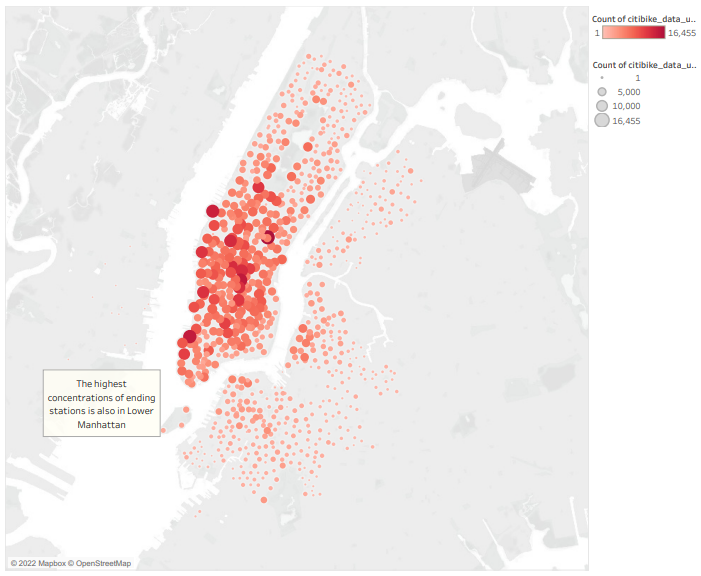 Count of citibike_data_u..
1 16,455
Count of citibike_data_u..
1
5,000
10,000
16,455
The highest
concentrations of ending
stations is also in Lower
Manhattan
© 2022 Mapbox © OpenStreetMap